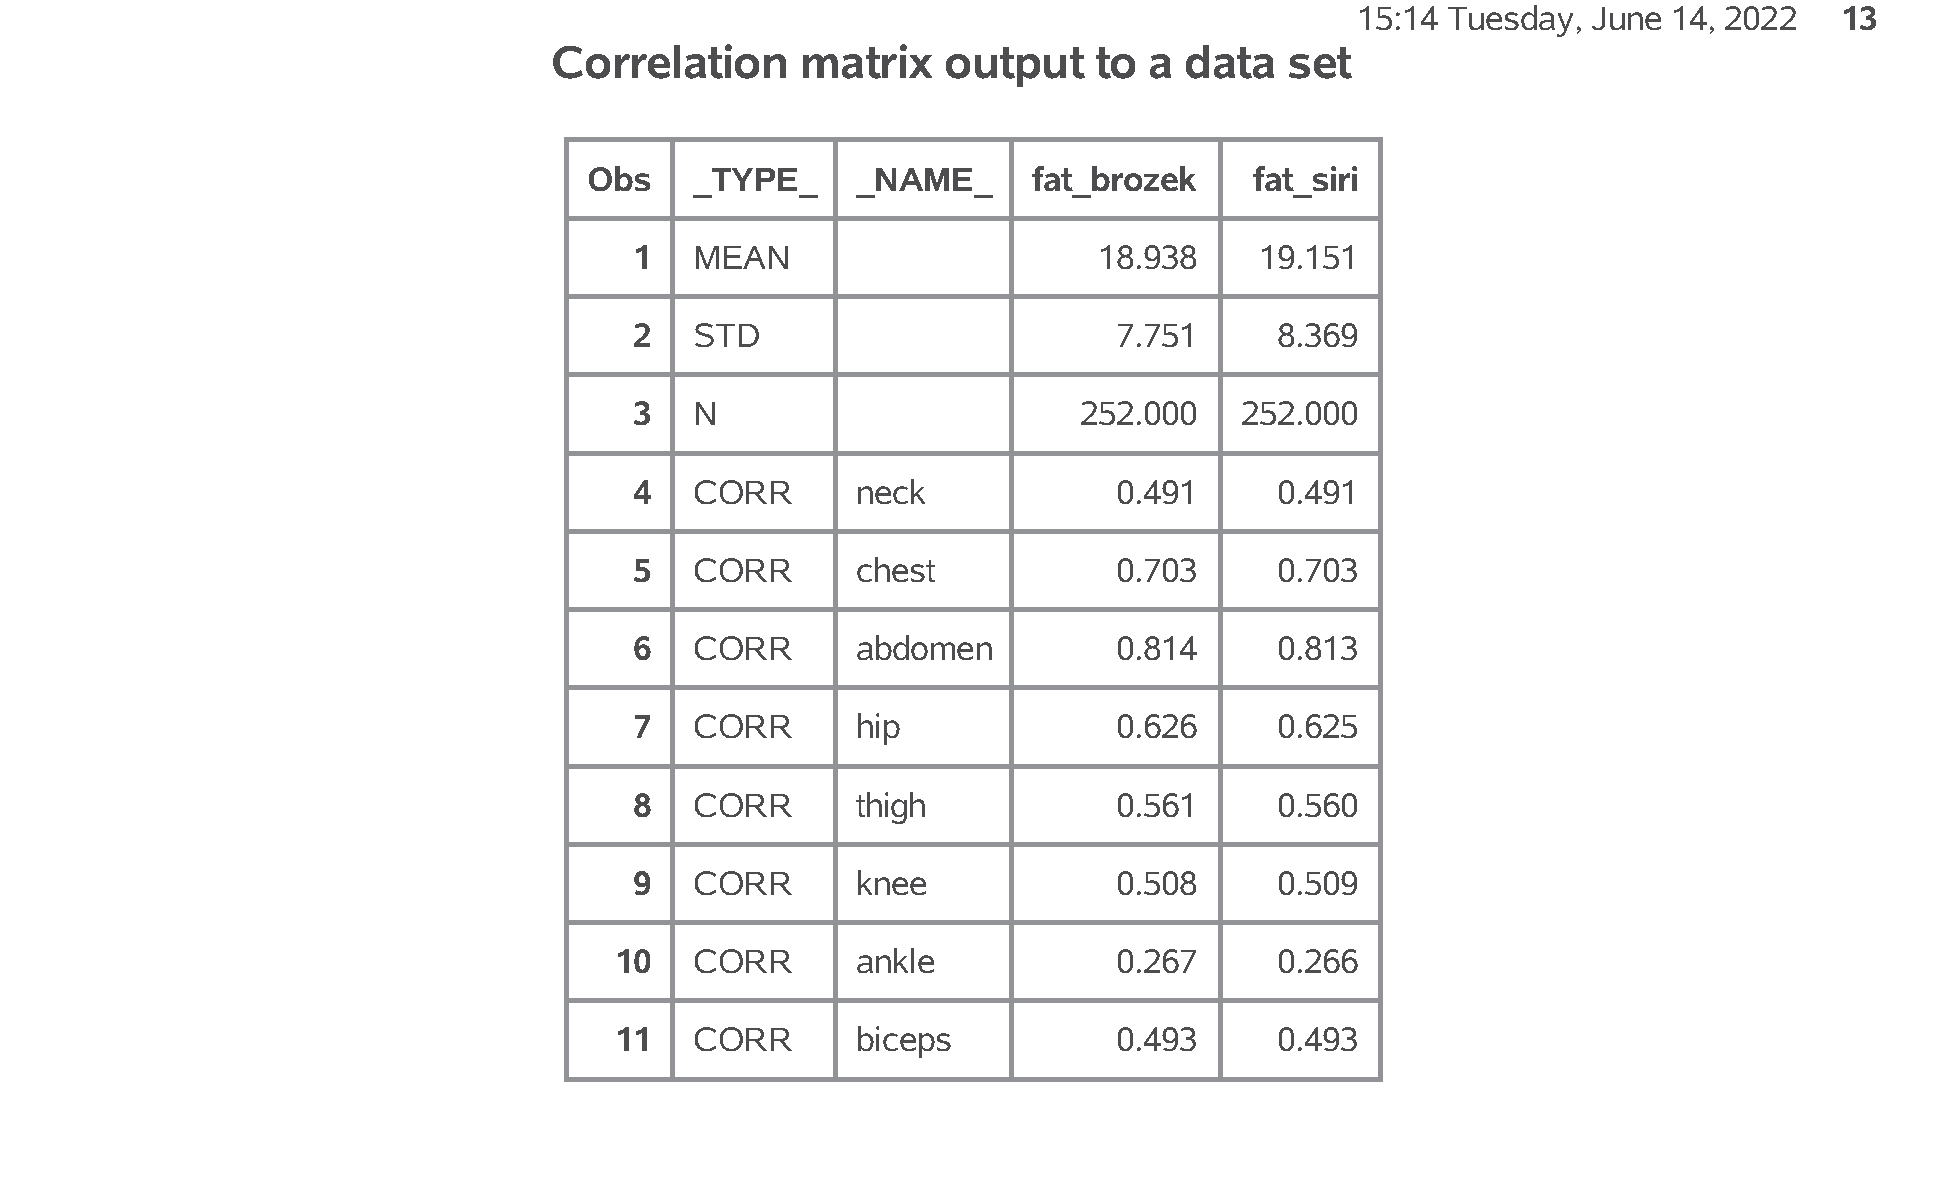 15:14 Tuesday, June 14, 2022 13
Correlation matrix output to a data set
Obs _TYPE_ _NAME_ fat_brozek fat_siri
1 MEAN 18.938 19.151
2 STD 7.751 8.369
3 N 252.000 252.000
4 CORR neck 0.491 0.491
5 CORR chest 0.703 0.703
6 CORR abdomen 0.814 0.813
7 CORR hip 0.626 0.625
8 CORR thigh 0.561 0.560
9 CORR knee 0.508 0.509
10 CORR ankle 0.267 0.266
11 CORR biceps 0.493 0.493